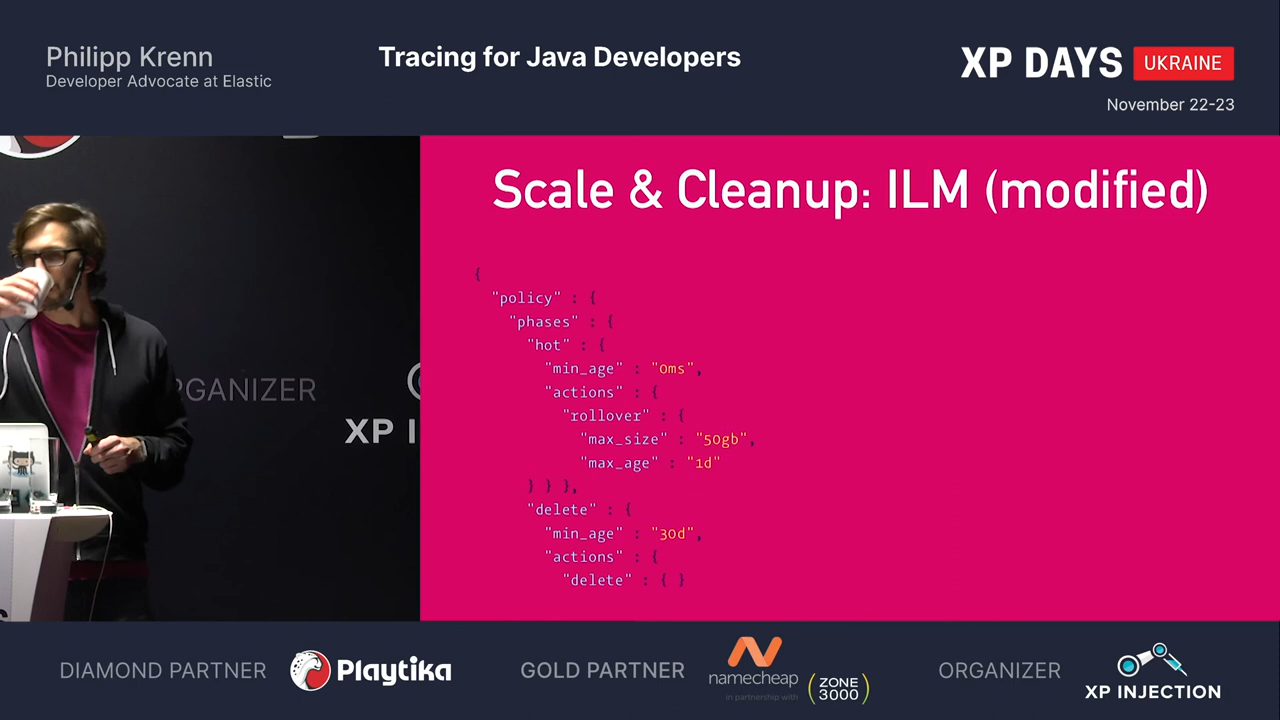 Philipp Krenn
Developer Advocate at Elastic
Tracing for Java Developers
XP DAYS UKRAINE
November 22-23
RGANIZER
XP I
Scale & Cleanup: ILM (modified)
{
"policy" : {
"phases" : {
"hot" : {
"min_age" : "0ms",
"actions" : {
"rollover" : {
"max_size" : "50gb",
"max_age" : "1d"
} } },
"delete" : {
"min_age" : "30d",
"actions" : {
"delete" : { }
DIAMOND PARTNER
Playtika
GOLD PARTNER
namecheap
in partnership with
ZONE
3000
ORGANIZER
XP INJECTION